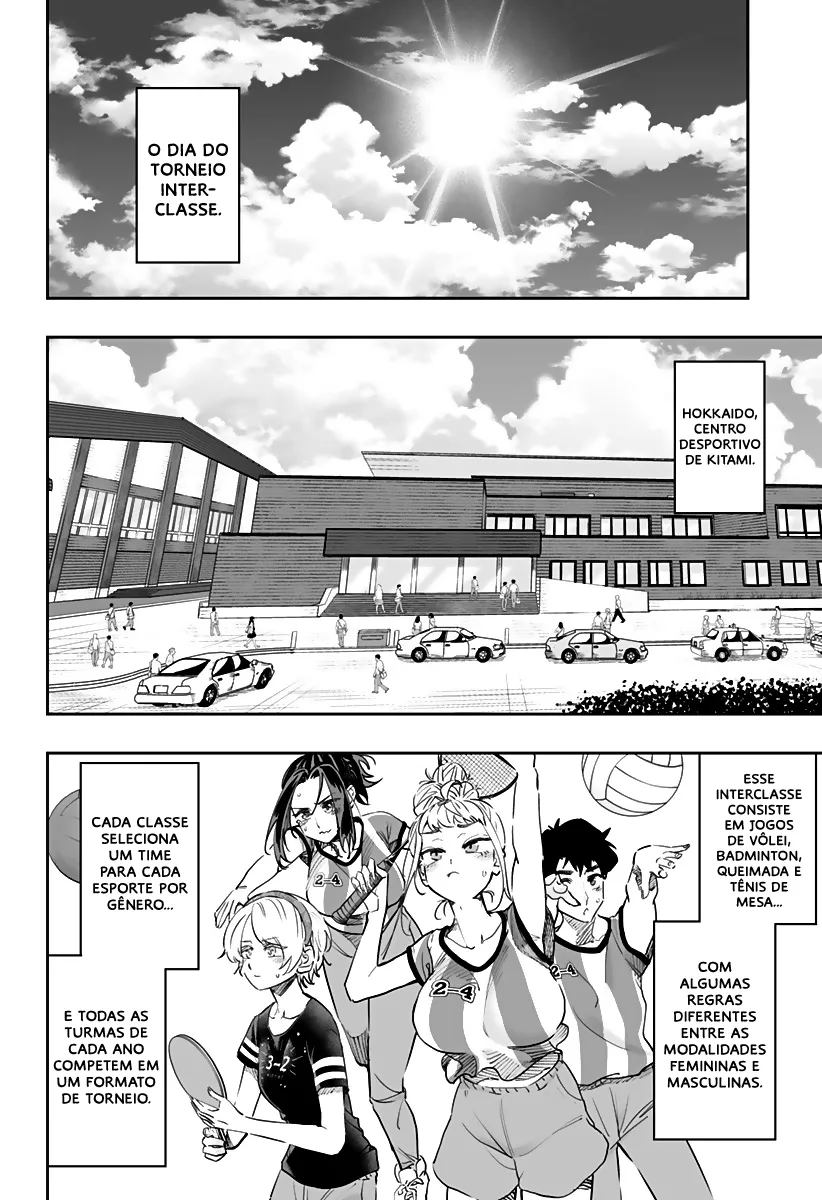 O DIA DO
TORNEIO
INTER-
CLASSE.
HOKKAIDO,
CENTRO
DESPORTIVO
DE KITAMI.
ESSE
INTERCLASSE
CONSISTE
EM JOGOS
DE VÔLEI,
BADMINTON,
QUEIMADA E
TÊNIS DE
MESA...
COM
ALGUMAS
REGRAS
DIFERENTES
ENTRE AS
MODALIDADES
FEMININAS E
MASCULINAS.
CADA CLASSE
SELECIONA
UM TIME
PARA CADA
ESPORTE POR
GÊNERO...
E TODAS AS
TURMAS DE
CADA ANO
COMPETEM EM
UM FORMATO
DE TORNEIO.
2-4
2-4
2-4
3-2